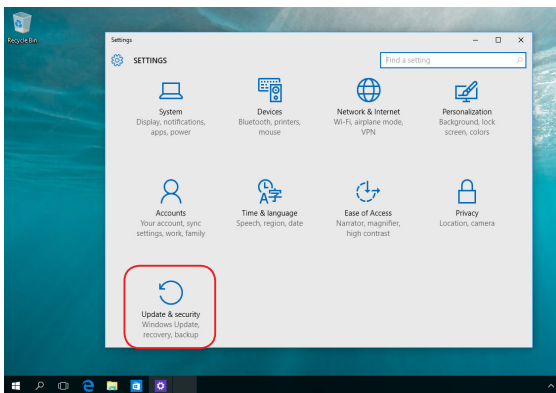 Recycle Bin
Settings
SETTINGS
Find a setting
System
Display, notifications,
apps, power
Devices
Bluetooth, printers,
mouse
Network & Internet
Wi-Fi, airplane mode,
VPN
Personalization
Background, lock
screen, colors
Accounts
Your account, sync
settings, work, family
Time & language
Speech, region, date
Ease of Access
Narrator, magnifier,
high contrast
Privacy
Location, camera
Update & security
Windows Update,
recovery, backup